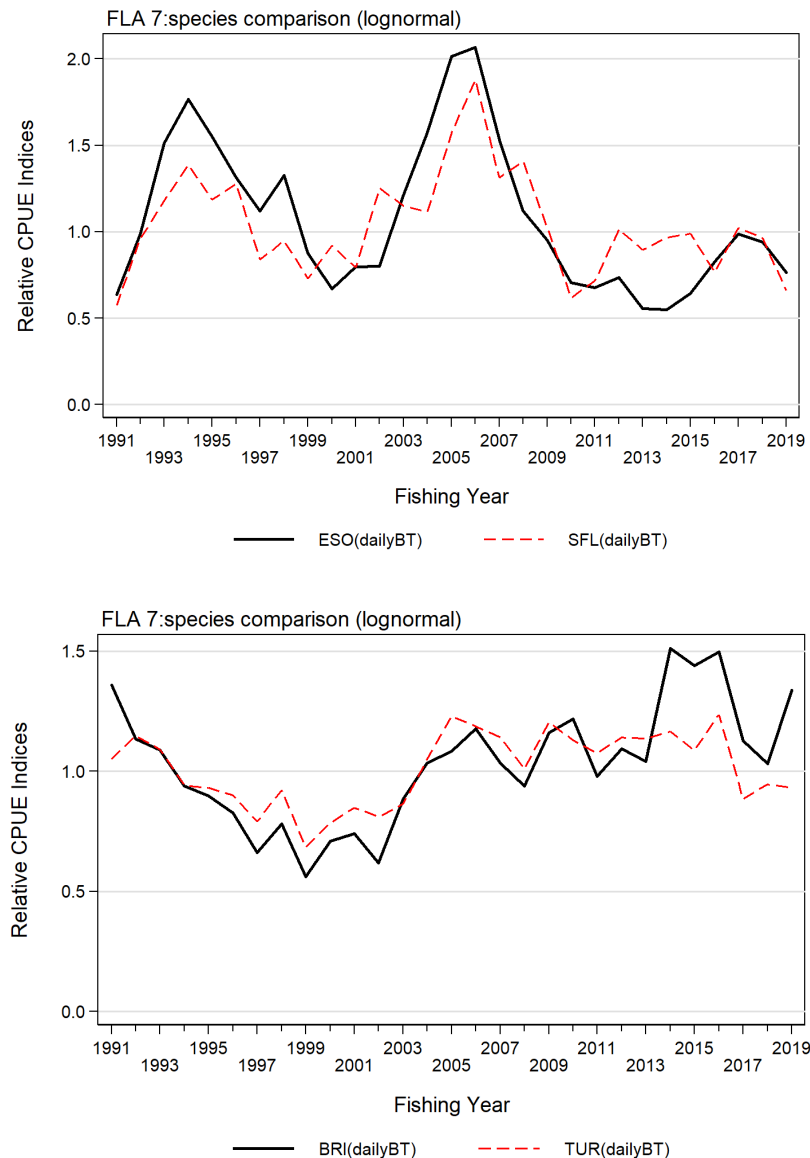 FLA 7:species comparison (lognormal)
2.0
1.5
1.0
0.5
0.0
Relative CPUE Indices
1991 1995 1999 2003 2007 2011 2015 2019
1993 1997 2001 2005 2009 2013 2017
Fishing Year
ESO(dailyBT) SFL(dailyBT)
FLA 7:species comparison (lognormal)
1.5
1.0
0.5
0.0
Relative CPUE Indices
1991 1995 1999 2003 2007 2011 2015 2019
1993 1997 2001 2005 2009 2013 2017
Fishing Year
BRI(dailyBT) TUR(dailyBT)